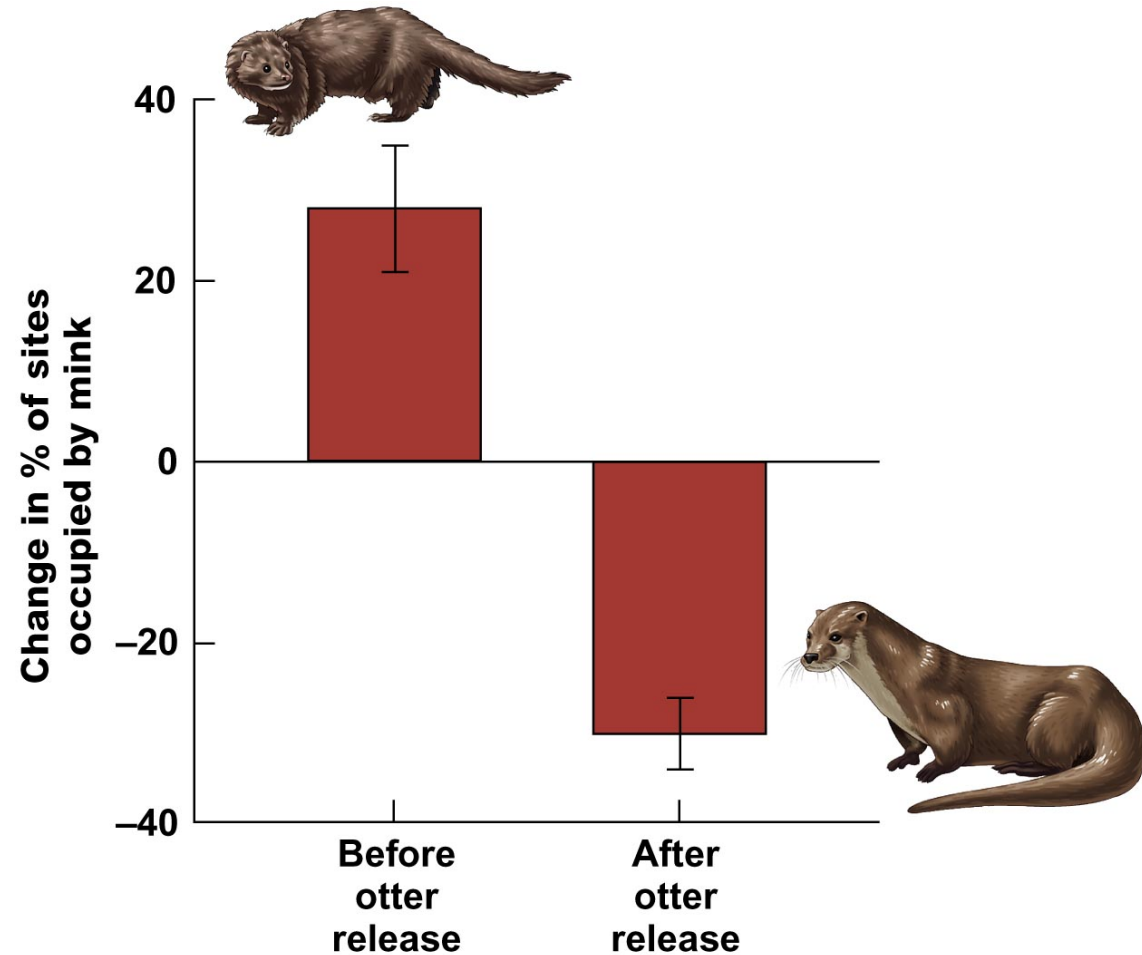 Change in % of sites
occupied by mink
40
20
0
–20
–40
Before
otter
release
After
otter
release